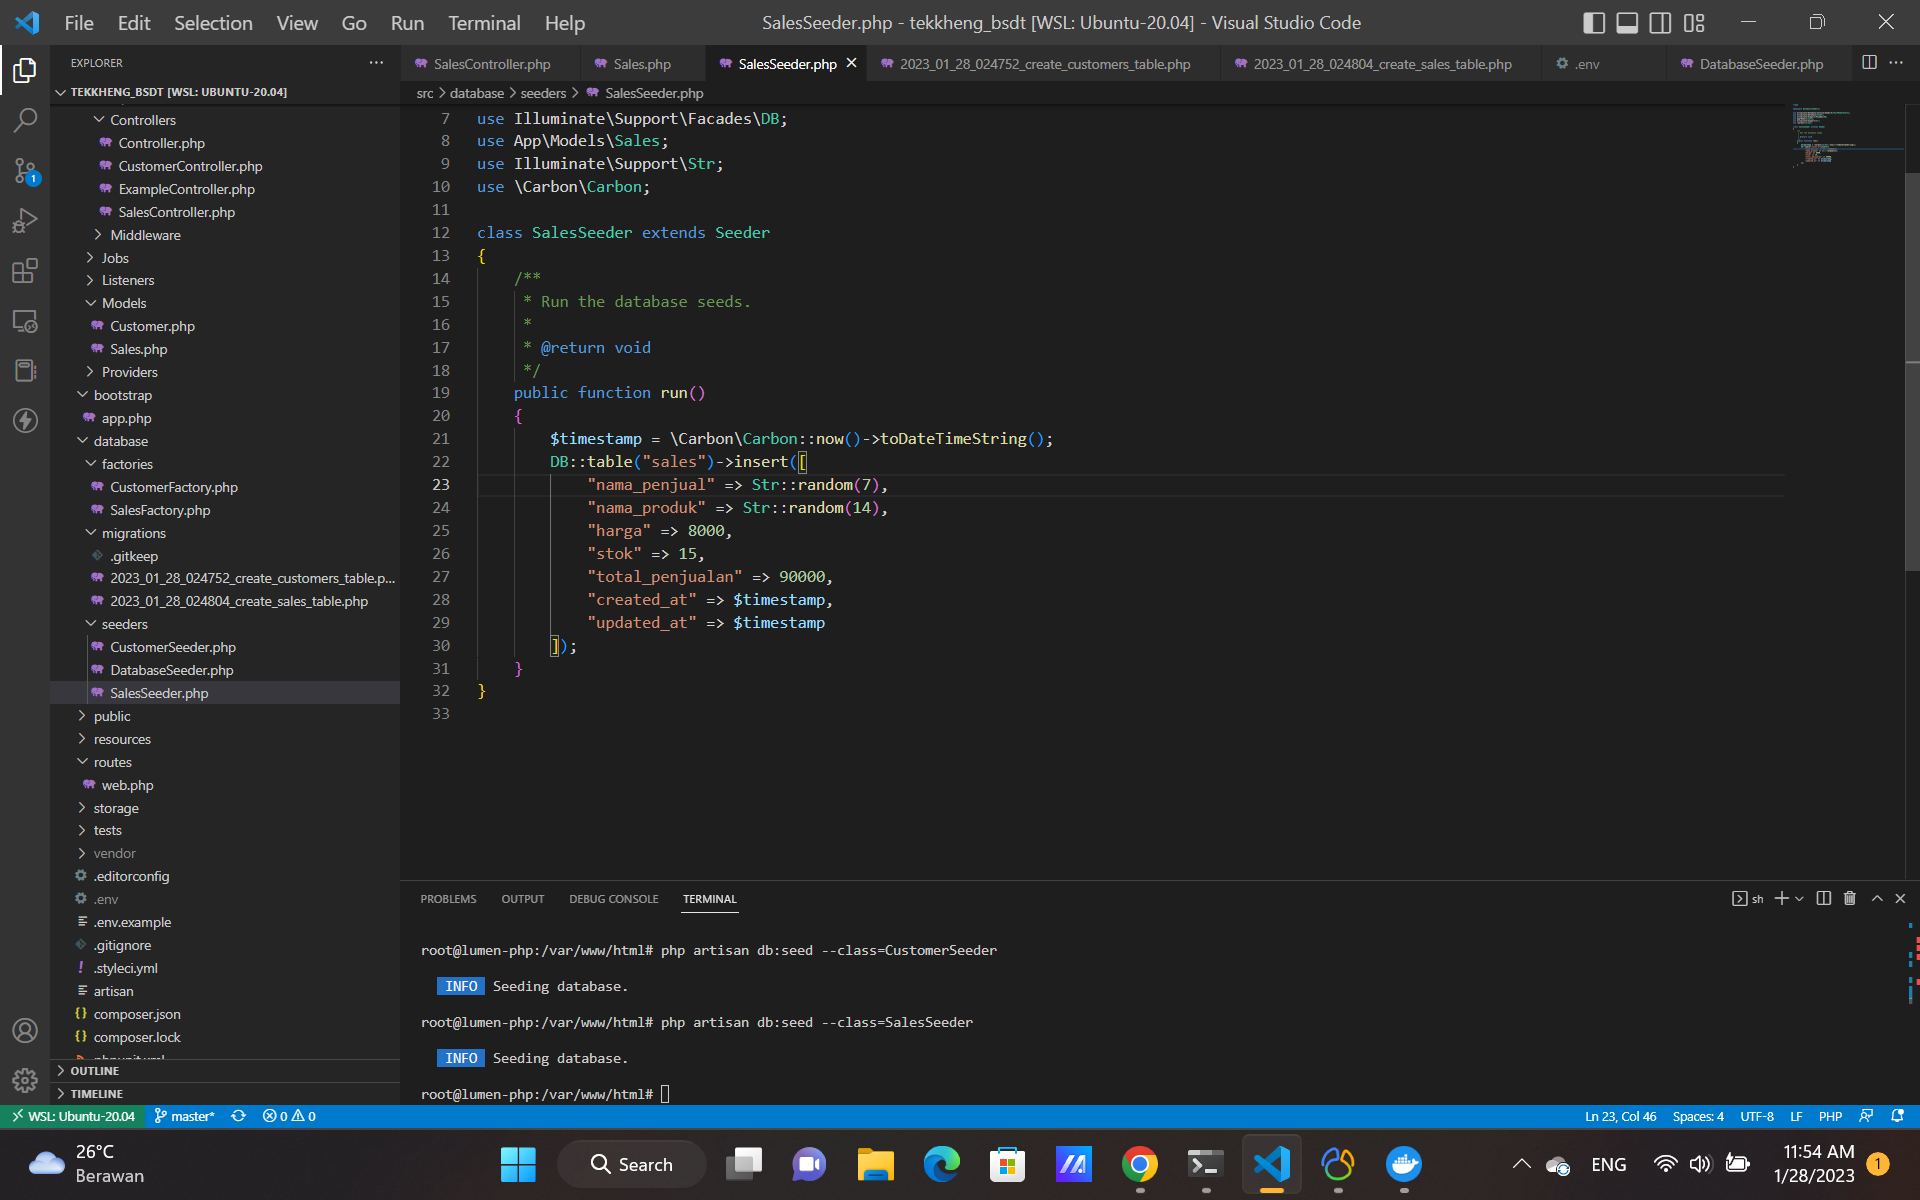 File Edit Selection View Go Run Terminal Help
SalesSeeder.php - tekkheng_bsdt [WSL: Ubuntu-20.04] - Visual Studio Code
EXPLORER
TEKKHENG_BSDT [WSL: UBUNTU-20.04]
Controllers
Controller.php
CustomerController.php
ExampleController.php
SalesController.php
Middleware
Jobs
Listeners
Models
Customer.php
Sales.php
Providers
bootstrap
app.php
database
factories
CustomerFactory.php
SalesFactory.php
migrations
.gitkeep
2023_01_28_024752_create_customers_table.p...
2023_01_28_024804_create_sales_table.php
seeders
CustomerSeeder.php
DatabaseSeeder.php
SalesSeeder.php
public
resources
routes
web.php
storage
tests
vendor
.editorconfig
.env
.env.example
.gitignore
.styleci.yml
artisan
composer.json
composer.lock
phpunit.xml
OUTLINE
TIMELINE
1
SalesController.php Sales.php SalesSeeder.php 2023_01_28_024752_create_customers_table.php 2023_01_28_024804_create_sales_table.php .env DatabaseSeeder.php
src > database > seeders > SalesSeeder.php
7 use Illuminate\Support\Facades\DB;
8 use App\Models\Sales;
9 use Illuminate\Support\Str;
10 use \Carbon\Carbon;
11
12 class SalesSeeder extends Seeder
13 {
14 /**
15 * Run the database seeds.
16 *
17 * @return void
18 */
19 public function run()
20 {
21 $timestamp = \Carbon\Carbon::now()->toDateTimeString();
22 DB::table("sales")->insert([
23 "nama_penjual" => Str::random(7),
24 "nama_produk" => Str::random(14),
25 "harga" => 8000,
26 "stok" => 15,
27 "total_penjualan" => 90000,
28 "created_at" => $timestamp,
29 "updated_at" => $timestamp
30 ]);
31 }
32 }
33
PROBLEMS OUTPUT DEBUG CONSOLE TERMINAL
sh
root@lumen-php:/var/www/html# php artisan db:seed --class=CustomerSeeder
INFO Seeding database.
root@lumen-php:/var/www/html# php artisan db:seed --class=SalesSeeder
INFO Seeding database.
root@lumen-php:/var/www/html#
WSL: Ubuntu-20.04 master* 0 0
Ln 23, Col 46 Spaces: 4 UTF-8 LF PHP
26°C
Berawan
Search
ENG
11:54 AM
1/28/2023
1